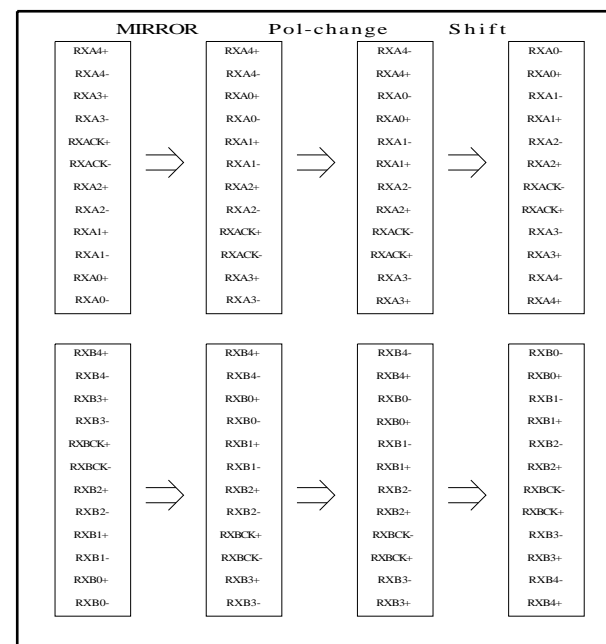 MIRROR Pol-change Shift
RXA4+ RXA4+ RXA4- RXA0-
RXA4- RXA4- RXA4+ RXA0+
RXA3+ RXA0+ RXA0- RXA1-
RXA3- RXA0- RXA0+ RXA1+
RXACK+ RXA1+ RXA1- RXA2-
RXACK- RXA1- RXA1+ RXA2+
RXA2+ RXA2+ RXA2- RXACK-
RXA2- RXA2- RXA2+ RXACK+
RXA1+ RXACK+ RXACK- RXA3-
RXA1- RXACK- RXACK+ RXA3+
RXA0+ RXA3+ RXA3- RXA4-
RXA0- RXA3- RXA3+ RXA4+
RXB4+ RXB4+ RXB4- RXB0-
RXB4- RXB4- RXB4+ RXB0+
RXB3+ RXB0+ RXB0- RXB1-
RXB3- RXB0- RXB0+ RXB1+
RXBCK+ RXB1+ RXB1- RXB2-
RXBCK- RXB1- RXB1+ RXB2+
RXB2+ RXB2+ RXB2- RXBCK-
RXB2- RXB2- RXB2+ RXBCK+
RXB1+ RXBCK+ RXBCK- RXB3-
RXB1- RXBCK- RXBCK+ RXB3+
RXB0+ RXB3+ RXB3- RXB4-
RXB0- RXB3- RXB3+ RXB4+